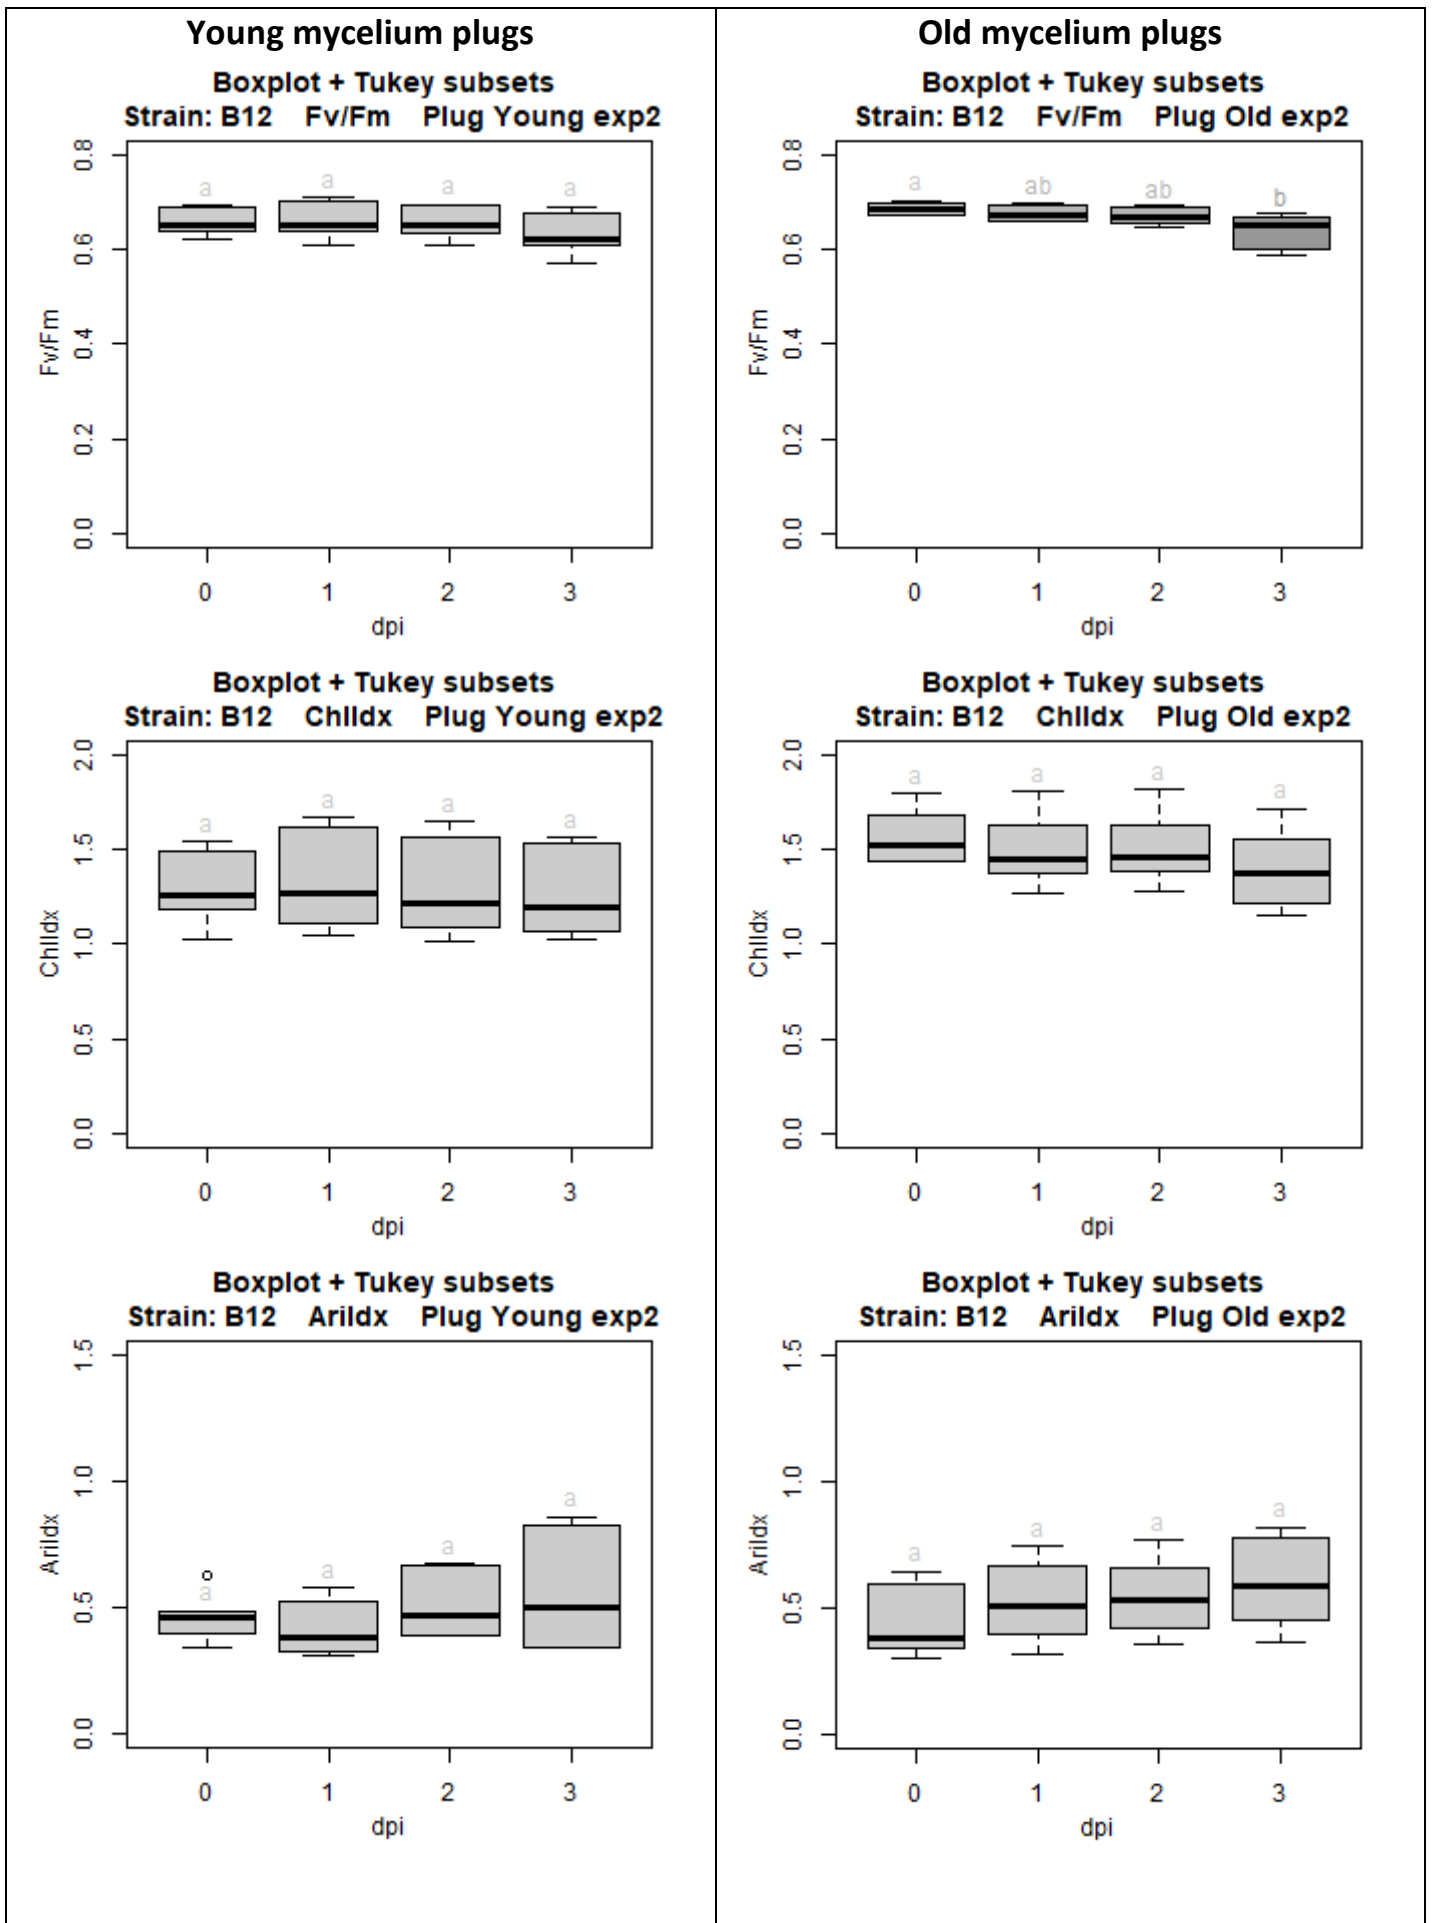 Young mycelium plugs
Boxplot + Tukey subsets
Strain: B12 Fv/Fm Plug Young exp2
0.8
0.6
0.4
0.2
0.0
Fv/Fm
a a a a
0 1 2 3
dpi
Boxplot + Tukey subsets
Strain: B12 ChlIdx Plug Young exp2
2.0
1.5
1.0
0.5
0.0
ChlIdx
a a a a
0 1 2 3
dpi
Boxplot + Tukey subsets
Strain: B12 AriIdx Plug Young exp2
1.5
1.0
0.5
0.0
AriIdx
a a a a
0 1 2 3
dpi
Old mycelium plugs
Boxplot + Tukey subsets
Strain: B12 Fv/Fm Plug Old exp2
0.8
0.6
0.4
0.2
0.0
Fv/Fm
a ab ab b
0 1 2 3
dpi
Boxplot + Tukey subsets
Strain: B12 ChlIdx Plug Old exp2
2.0
1.5
1.0
0.5
0.0
ChlIdx
a a a a
0 1 2 3
dpi
Boxplot + Tukey subsets
Strain: B12 AriIdx Plug Old exp2
1.5
1.0
0.5
0.0
AriIdx
a a a a
0 1 2 3
dpi